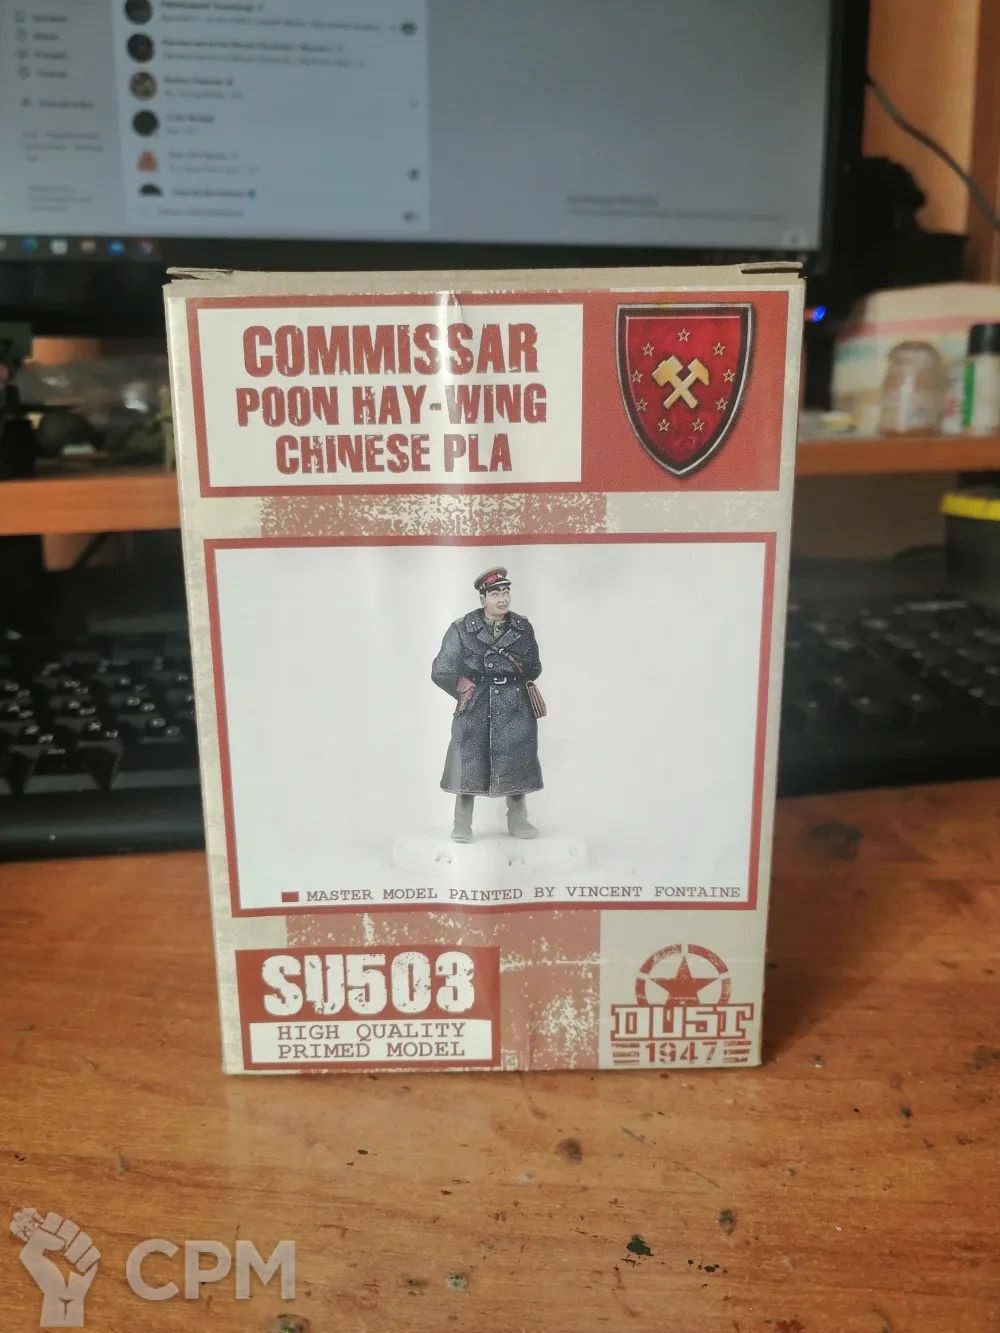 COMMISSAR
POON HAY-WING
CHINESE PLA
MASTER MODEL PAINTED BY VINCENT FONTAINE
SU503
HIGH QUALITY
PRIMED MODEL
DUST
1947
CPM